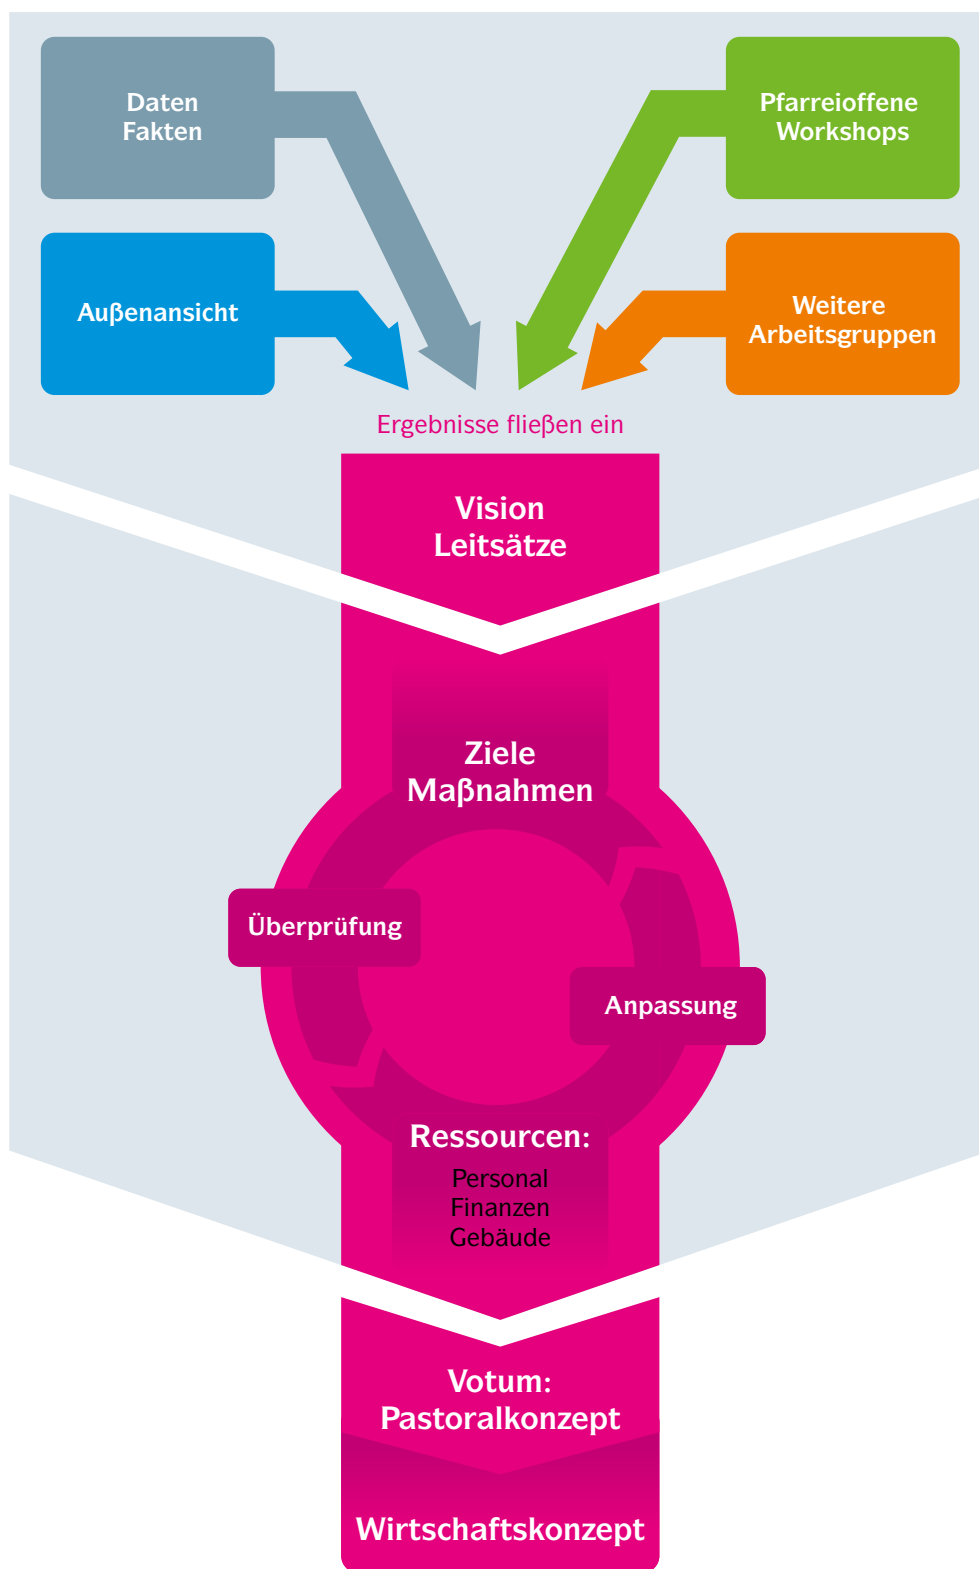 Daten
Fakten
Pfarreioffene
Workshops
Außenansicht
Weitere
Arbeitsgruppen
Ergebnisse fließen ein
Vision
Leitsätze
Ziele
Maßnahmen
Überprüfung
Anpassung
Ressourcen:
Personal
Finanzen
Gebäude
Votum:
Pastoralkonzept
Wirtschaftskonzept